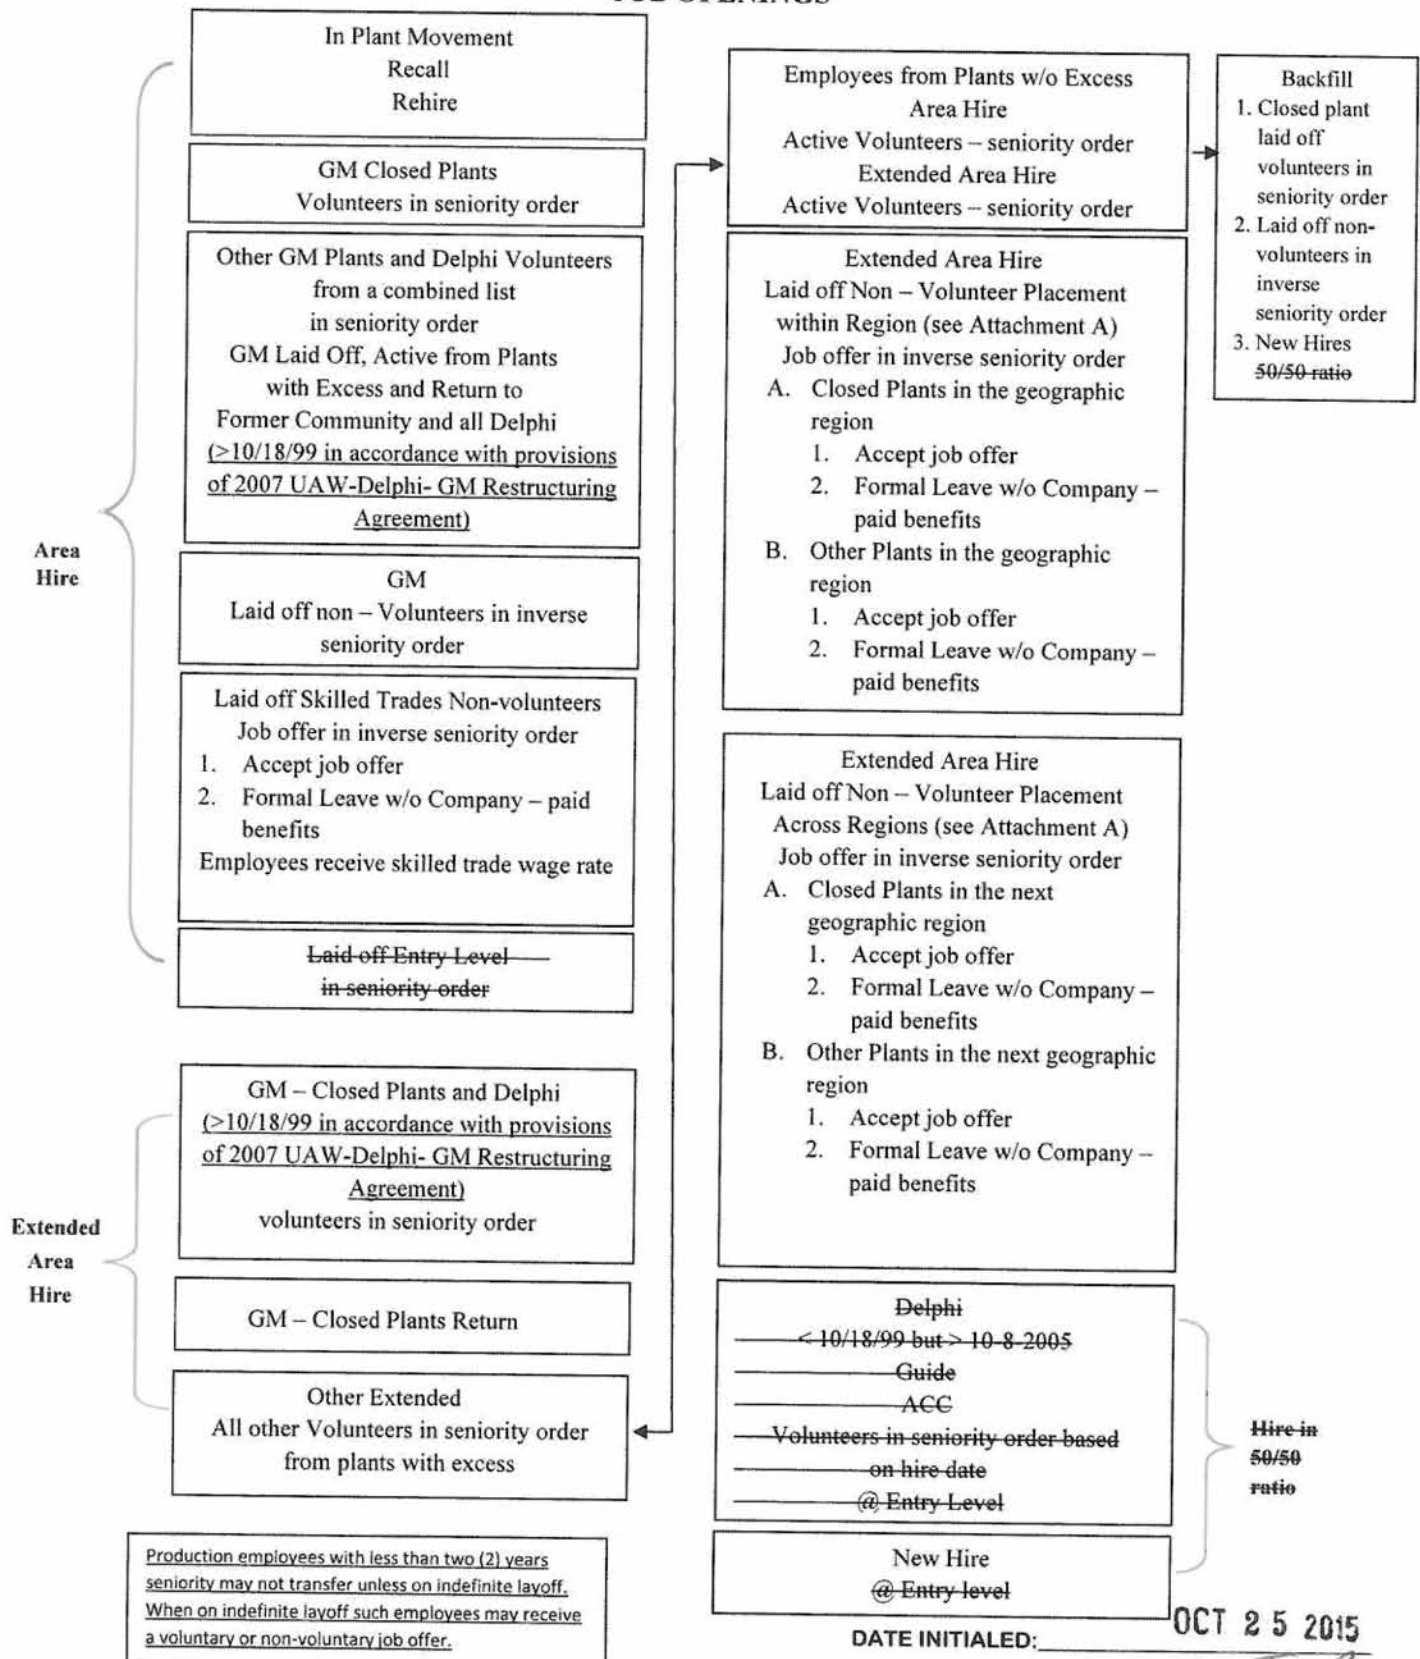 In Plant Movement
Recall
Rehire
GM Closed Plants
Volunteers in seniority order
Other GM Plants and Delphi Volunteers
from a combined list
in seniority order
GM Laid Off, Active from Plants
with Excess and Return to
Former Community and all Delphi
(>10/18/99 in accordance with provisions
of 2007 UAW-Delphi- GM Restructuring
Agreement)
GM
Laid off non – Volunteers in inverse
seniority order
Laid off Skilled Trades Non-volunteers
Job offer in inverse seniority order
1. Accept job offer
2. Formal Leave w/o Company – paid
benefits
Employees receive skilled trade wage rate
Laid off Entry Level
in seniority order
Area
Hire
GM – Closed Plants and Delphi
(>10/18/99 in accordance with provisions
of 2007 UAW-Delphi- GM Restructuring
Agreement)
volunteers in seniority order
GM – Closed Plants Return
Other Extended
All other Volunteers in seniority order
from plants with excess
Extended
Area
Hire
Production employees with less than two (2) years
seniority may not transfer unless on indefinite layoff.
When on indefinite layoff such employees may receive
a voluntary or non-voluntary job offer.
Employees from Plants w/o Excess
Area Hire
Active Volunteers – seniority order
Extended Area Hire
Active Volunteers – seniority order
Backfill
1. Closed plant
laid off
volunteers in
seniority order
2. Laid off non-
volunteers in
inverse
seniority order
3. New Hires
50/50 ratio
Extended Area Hire
Laid off Non – Volunteer Placement
within Region (see Attachment A)
Job offer in inverse seniority order
A. Closed Plants in the geographic
region
1. Accept job offer
2. Formal Leave w/o Company –
paid benefits
B. Other Plants in the geographic
region
1. Accept job offer
2. Formal Leave w/o Company –
paid benefits
Extended Area Hire
Laid off Non – Volunteer Placement
Across Regions (see Attachment A)
Job offer in inverse seniority order
A. Closed Plants in the next
geographic region
1. Accept job offer
2. Formal Leave w/o Company –
paid benefits
B. Other Plants in the next geographic
region
1. Accept job offer
2. Formal Leave w/o Company –
paid benefits
Delphi
< 10/18/99 but > 10-8-2005
Guide
ACC
Volunteers in seniority order based
on hire date
@ Entry Level
Hire in
50/50
ratio
New Hire
@ Entry level
OCT 25 2015
DATE INITIALED: